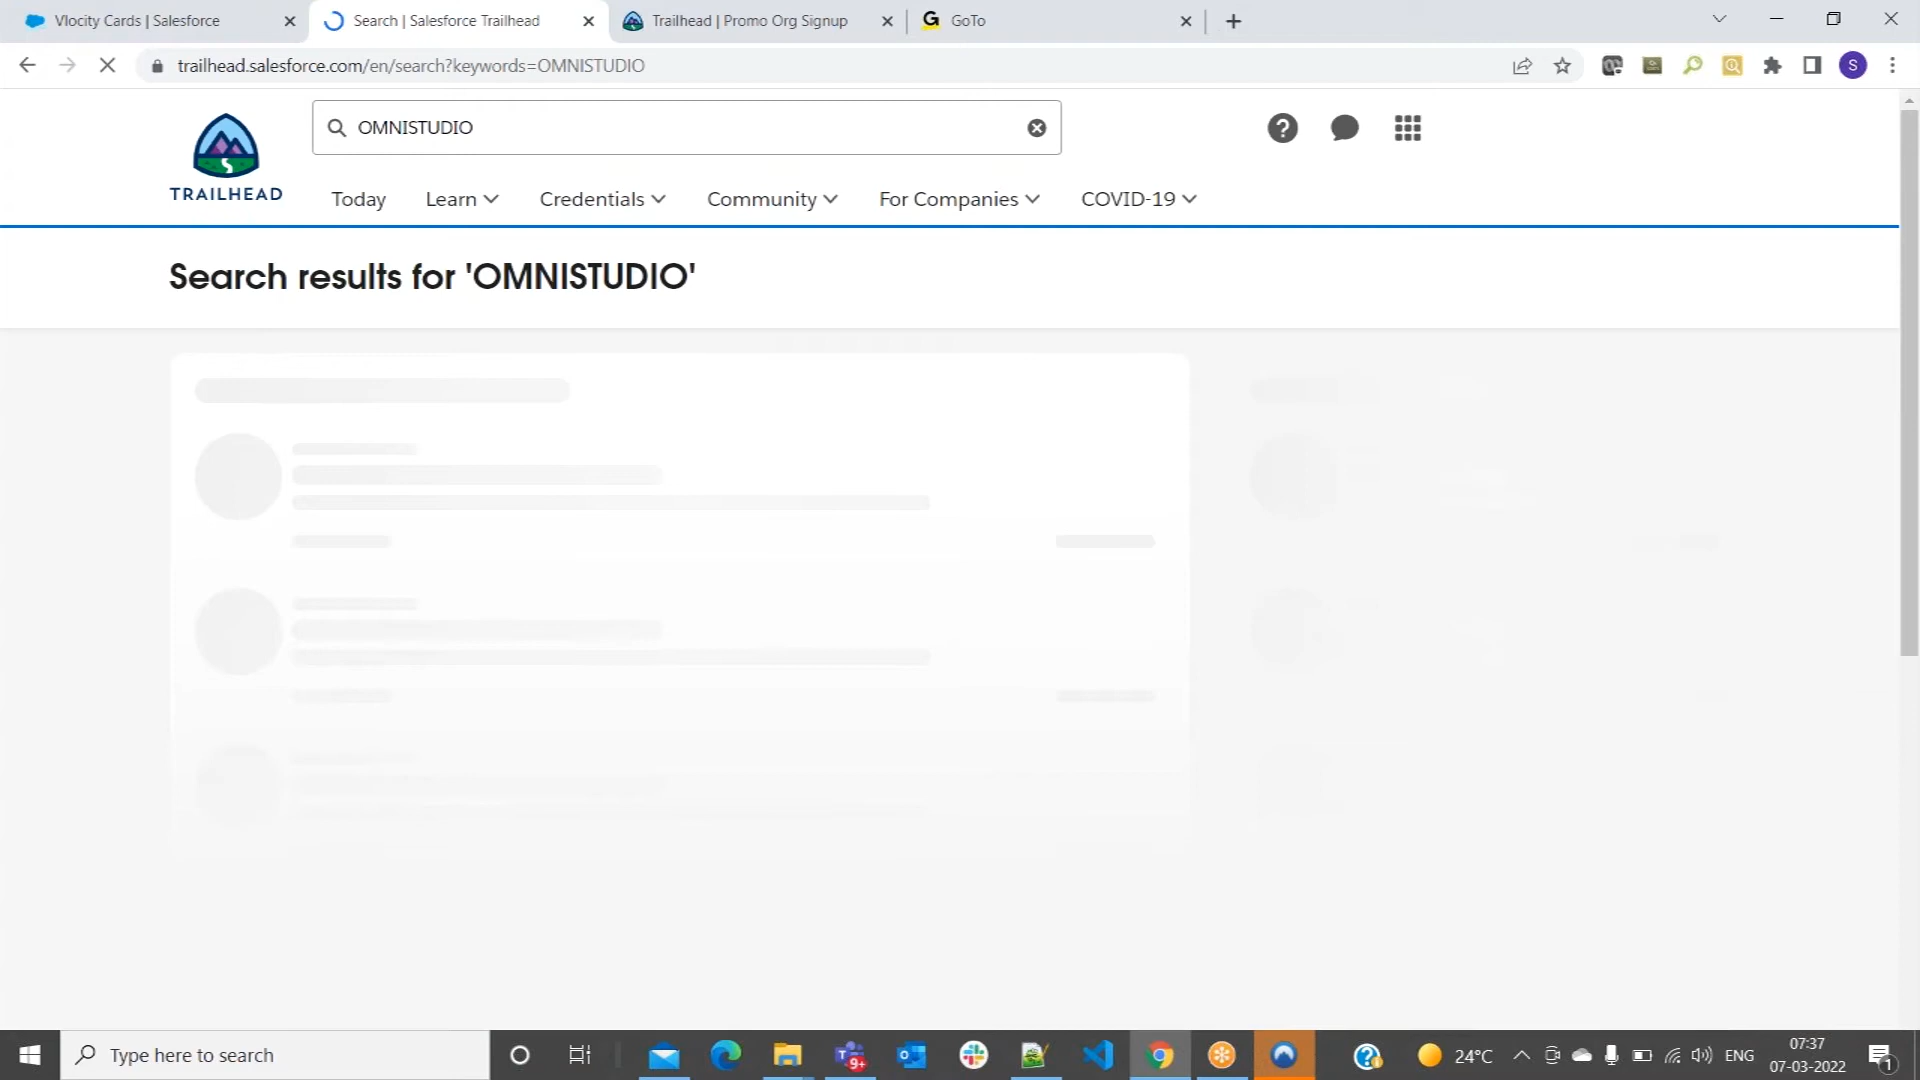 Vlocity Cards | Salesforce
Search | Salesforce Trailhead
Trailhead | Promo Org Signup
G GoTo
trailhead.salesforce.com/en/search?keywords=OMNISTUDIO
S
OMNISTUDIO
TRAILHEAD
Today Learn Credentials Community For Companies COVID-19
Search results for 'OMNISTUDIO'
Type here to search
9+
24°C
ENG
07:37
07-03-2022
1